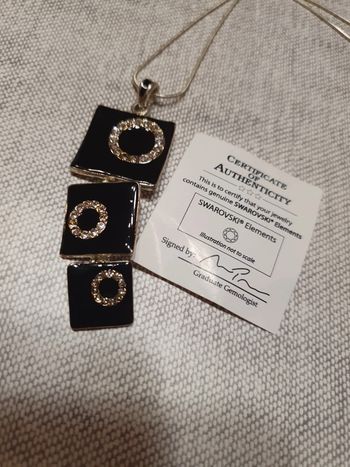 CERTIFICATE
OF
AUTHENTICITY
This is to certify that your jewelry
contains genuine SWAROVSKI® Elements
SWAROVSKI® Elements
Illustration not to scale
Signed by:
Graduate Gemologist